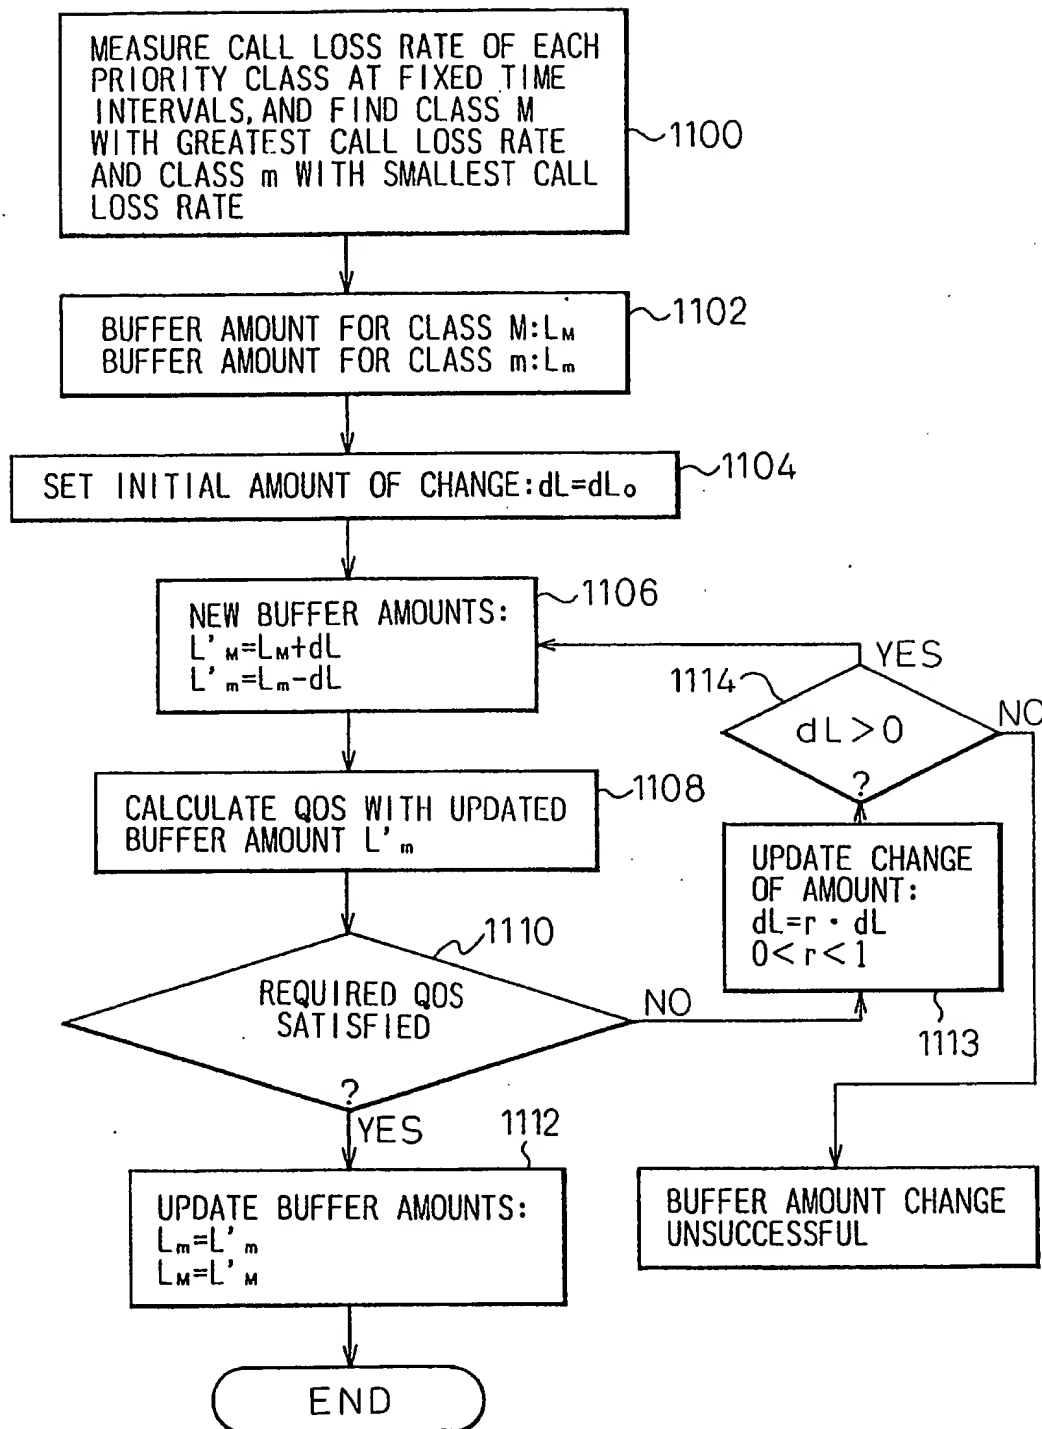 MEASURE CALL LOSS RATE OF EACH
PRIORITY CLASS AT FIXED TIME
INTERVALS, AND FIND CLASS M
WITH GREATEST CALL LOSS RATE
AND CLASS m WITH SMALLEST CALL
LOSS RATE
1100
BUFFER AMOUNT FOR CLASS M:LM
BUFFER AMOUNT FOR CLASS m:Lm
1102
SET INITIAL AMOUNT OF CHANGE:dL=dLo
1104
NEW BUFFER AMOUNTS:
L'M=LM+dL
L'm=Lm-dL
1106
CALCULATE QOS WITH UPDATED
BUFFER AMOUNT L'm
1108
REQUIRED QOS
SATISFIED
?
1110
NO
YES
UPDATE CHANGE
OF AMOUNT:
dL=r・dL
0<r<1
1113
dL>0
?
1114
YES
NO
UPDATE BUFFER AMOUNTS:
Lm=L'm
LM=L'M
1112
BUFFER AMOUNT CHANGE
UNSUCCESSFUL
END